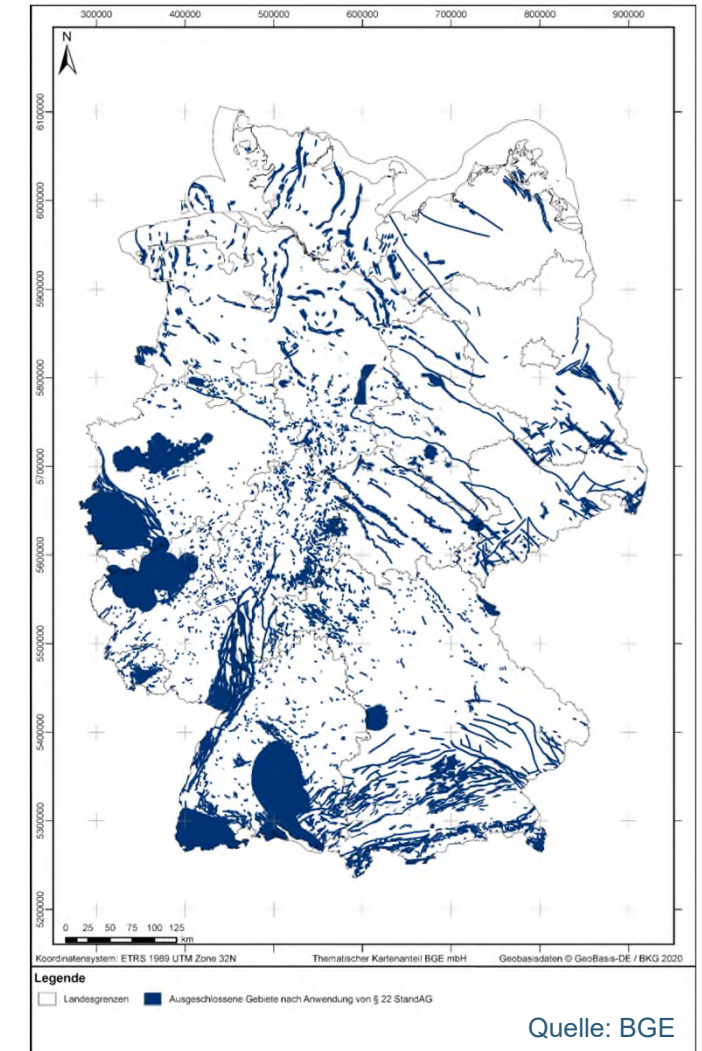 300000 400000 500000 600000 700000 800000 900000
N
6100000
6000000
5900000
5800000
5700000
5600000
5500000
5400000
5300000
5200000
0 25 50 75 100 125
km
Koordinatensystem: ETRS 1989 UTM Zone 32N Thematischer Kartenanteil BGE mbH Geobasisdaten © GeoBasis-DE / BKG 2020
Legende
Landesgrenzen Ausgeschlossene Gebiete nach Anwendung von § 22 StandAG
Quelle: BGE